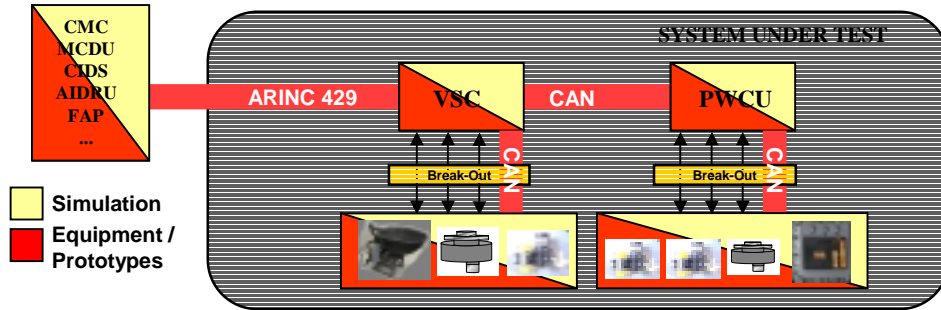 CMC
MCDU
CIDS
AIDRU
FAP
...
SYSTEM UNDER TEST
ARINC 429
VSC
CAN
PWCU
CAN
CAN
Break-Out
Break-Out
Simulation
Equipment /
Prototypes